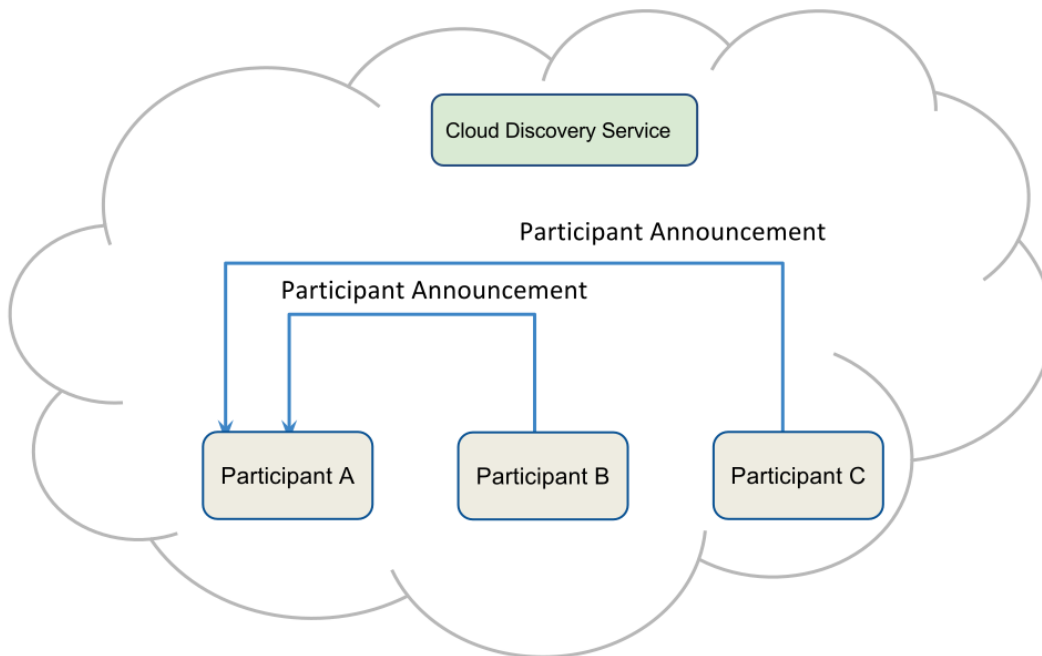 Cloud Discovery Service
Participant Announcement
Participant Announcement
Participant A
Participant B
Participant C